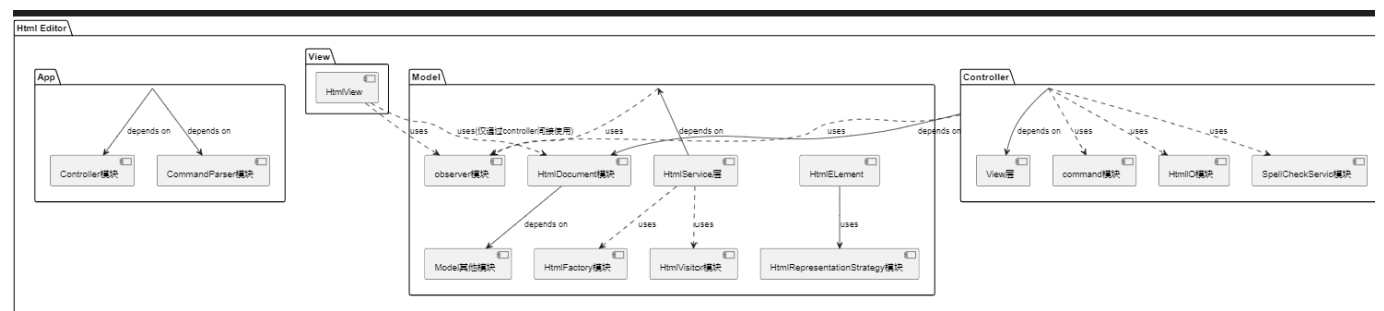 Html Editor
App
depends on
depends on
Controller模块
CommandParser模块
View
HtmlView
Model
uses
uses(仅通过controller间接使用)
uses
depends on
uses
depends on
observer模块
HtmlDocument模块
HtmlService层
HtmlELement
depends on
uses
uses
uses
Model其他模块
HtmlFactory模块
HtmlVisitor模块
HtmlRepresentationStrategy模块
Controller
depends on
uses
uses
uses
View层
command模块
HtmlIO模块
SpellCheckServic模块